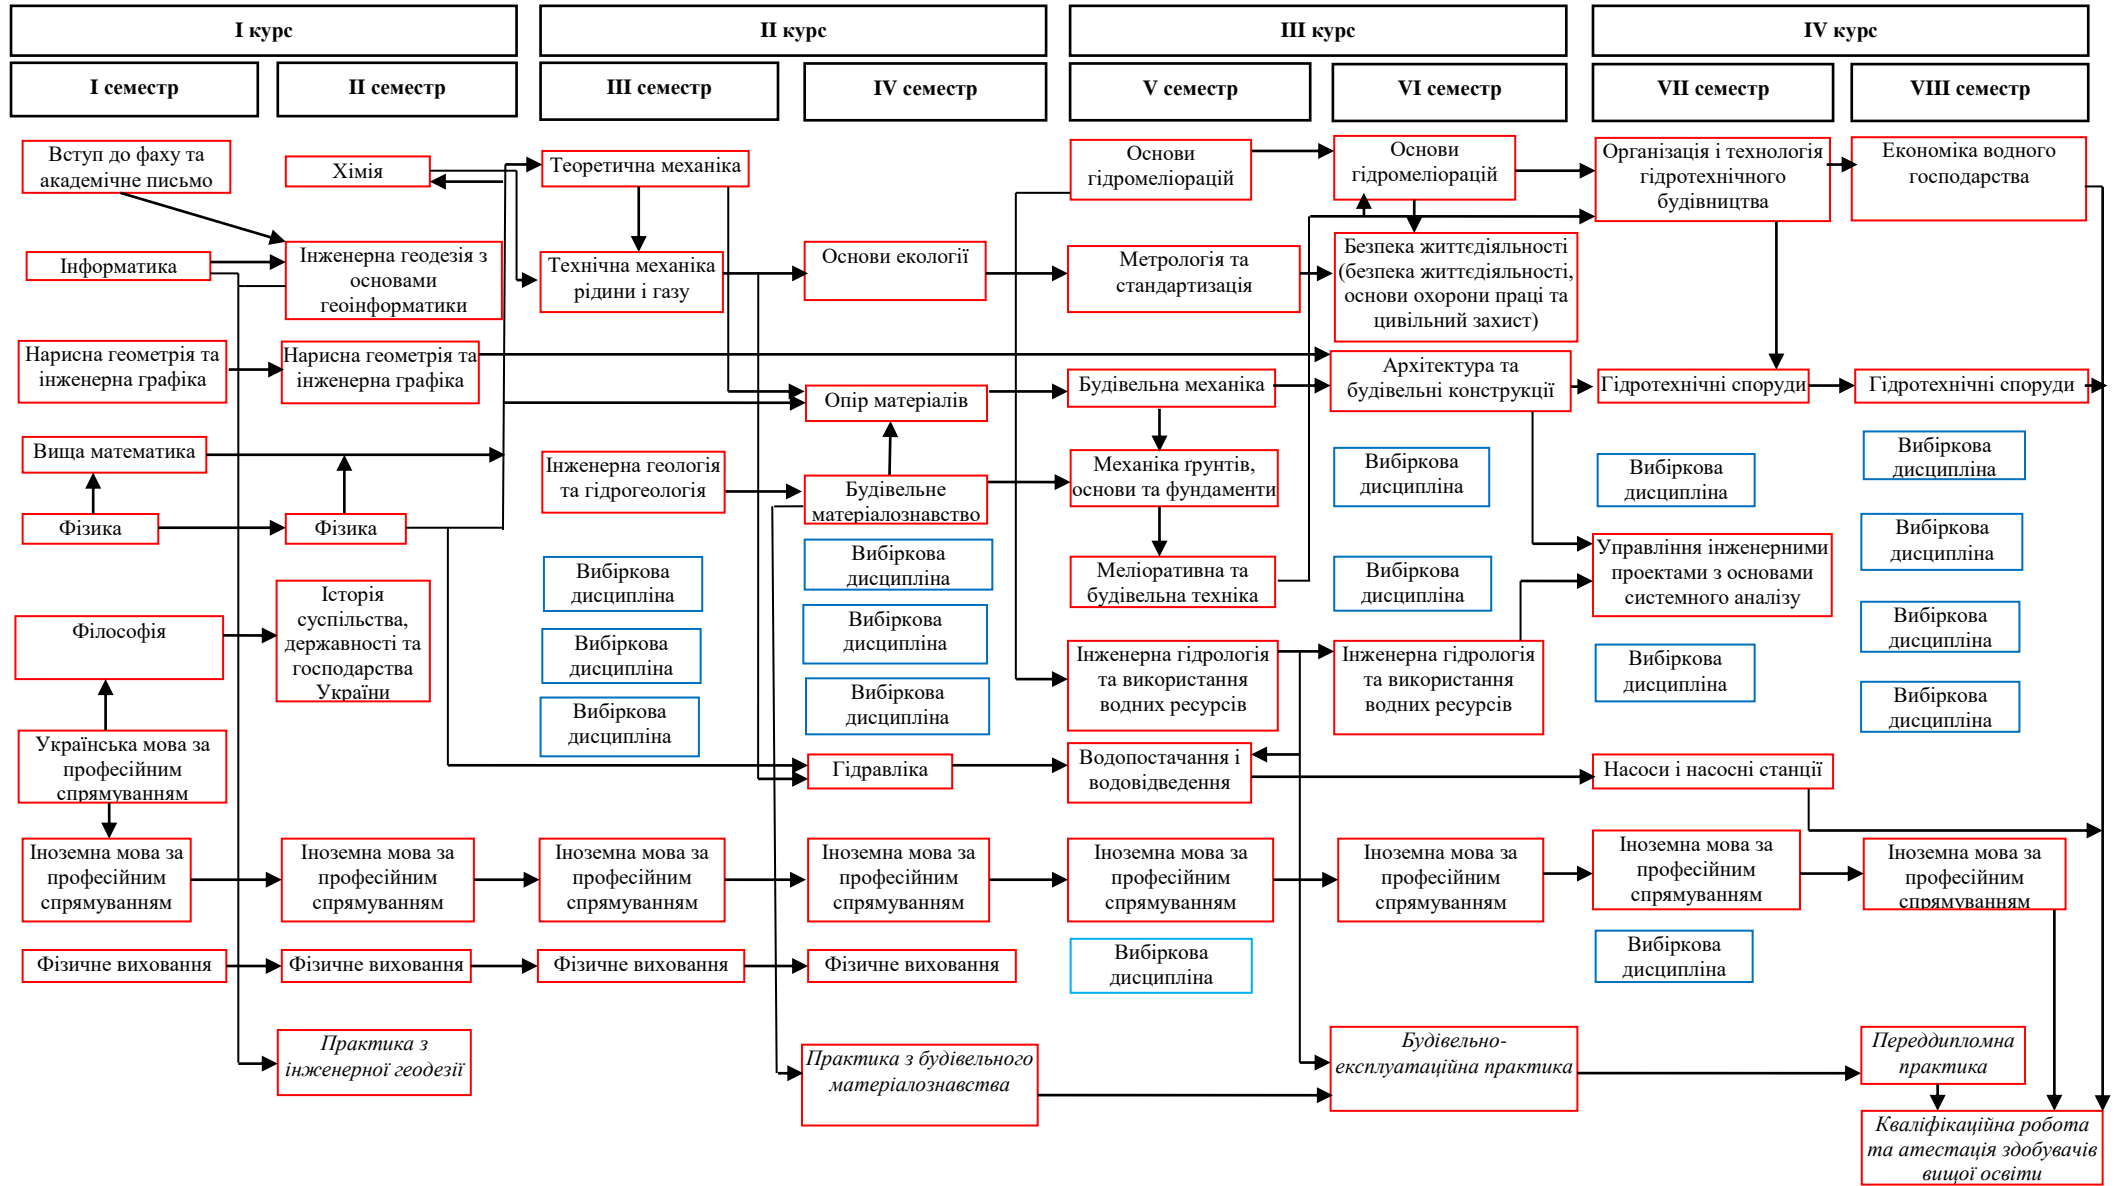 І курс
ІІ курс
ІІІ курс
ІV курс
І семестр
ІІ семестр
ІІІ семестр
ІV семестр
V семестр
VІ семестр
VІІ семестр
VІІІ семестр
Вступ до фаху та
академічне письмо
Інформатика
Нарисна геометрія та
інженерна графіка
Вища математика
Фізика
Філософія
Українська мова за
професійним
спрямуванням
Іноземна мова за
професійним
спрямуванням
Фізичне виховання
Хімія
Інженерна геодезія з
основами
геоінформатики
Нарисна геометрія та
інженерна графіка
Фізика
Історія
суспільства,
державності та
господарства
України
Іноземна мова за
професійним
спрямуванням
Фізичне виховання
Практика з
інженерної геодезії
Теоретична механіка
Технічна механіка
рідини і газу
Інженерна геологія
та гідрогеологія
Вибіркова
дисципліна
Вибіркова
дисципліна
Вибіркова
дисципліна
Іноземна мова за
професійним
спрямуванням
Фізичне виховання
Основи екології
Опір матеріалів
Будівельне
матеріалознавство
Вибіркова
дисципліна
Вибіркова
дисципліна
Вибіркова
дисципліна
Гідравліка
Іноземна мова за
професійним
спрямуванням
Фізичне виховання
Практика з будівельного
матеріалознавства
Основи
гідромеліорацій
Метрологія та
стандартизація
Будівельна механіка
Механіка ґрунтів,
основи та фундаменти
Меліоративна та
будівельна техніка
Інженерна гідрологія
та використання
водних ресурсів
Водопостачання і
водовідведення
Іноземна мова за
професійним
спрямуванням
Вибіркова
дисципліна
Основи
гідромеліорацій
Безпека життєдіяльності
(безпека життєдіяльності,
основи охорони праці та
цивільний захист)
Архітектура та
будівельні конструкції
Вибіркова
дисципліна
Вибіркова
дисципліна
Інженерна гідрологія
та використання
водних ресурсів
Іноземна мова за
професійним
спрямуванням
Будівельно-
експлуатаційна практика
Організація і технологія
гідротехнічного
будівництва
Гідротехнічні споруди
Вибіркова
дисципліна
Управління інженерними
проектами з основами
системного аналізу
Вибіркова
дисципліна
Насоси і насосні станції
Іноземна мова за
професійним
спрямуванням
Вибіркова
дисципліна
Економіка водного
господарства
Гідротехнічні споруди
Вибіркова
дисципліна
Вибіркова
дисципліна
Вибіркова
дисципліна
Вибіркова
дисципліна
Іноземна мова за
професійним
спрямуванням
Переддипломна
практика
Кваліфікаційна робота
та атестація здобувачів
вищої освіти